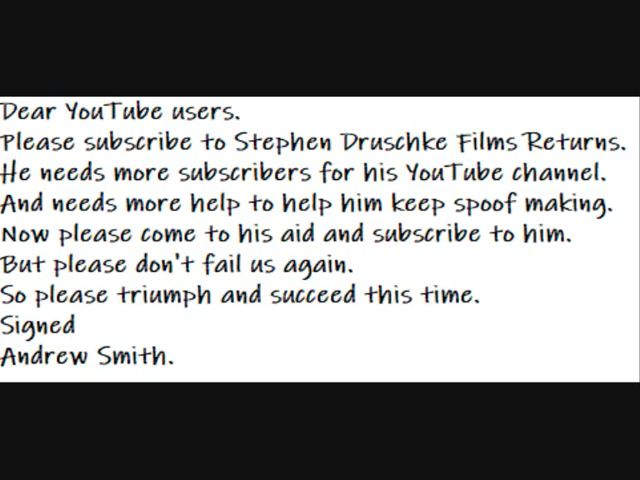 Dear YouTube users.
Please subscribe to Stephen Druschke Films Returns.
He needs more subscribers for his YouTube channel.
And needs more help to help him keep spoof making.
Now please come to his aid and subscribe to him.
But please don't fail us again.
So please triumph and succeed this time.
Signed
Andrew Smith.